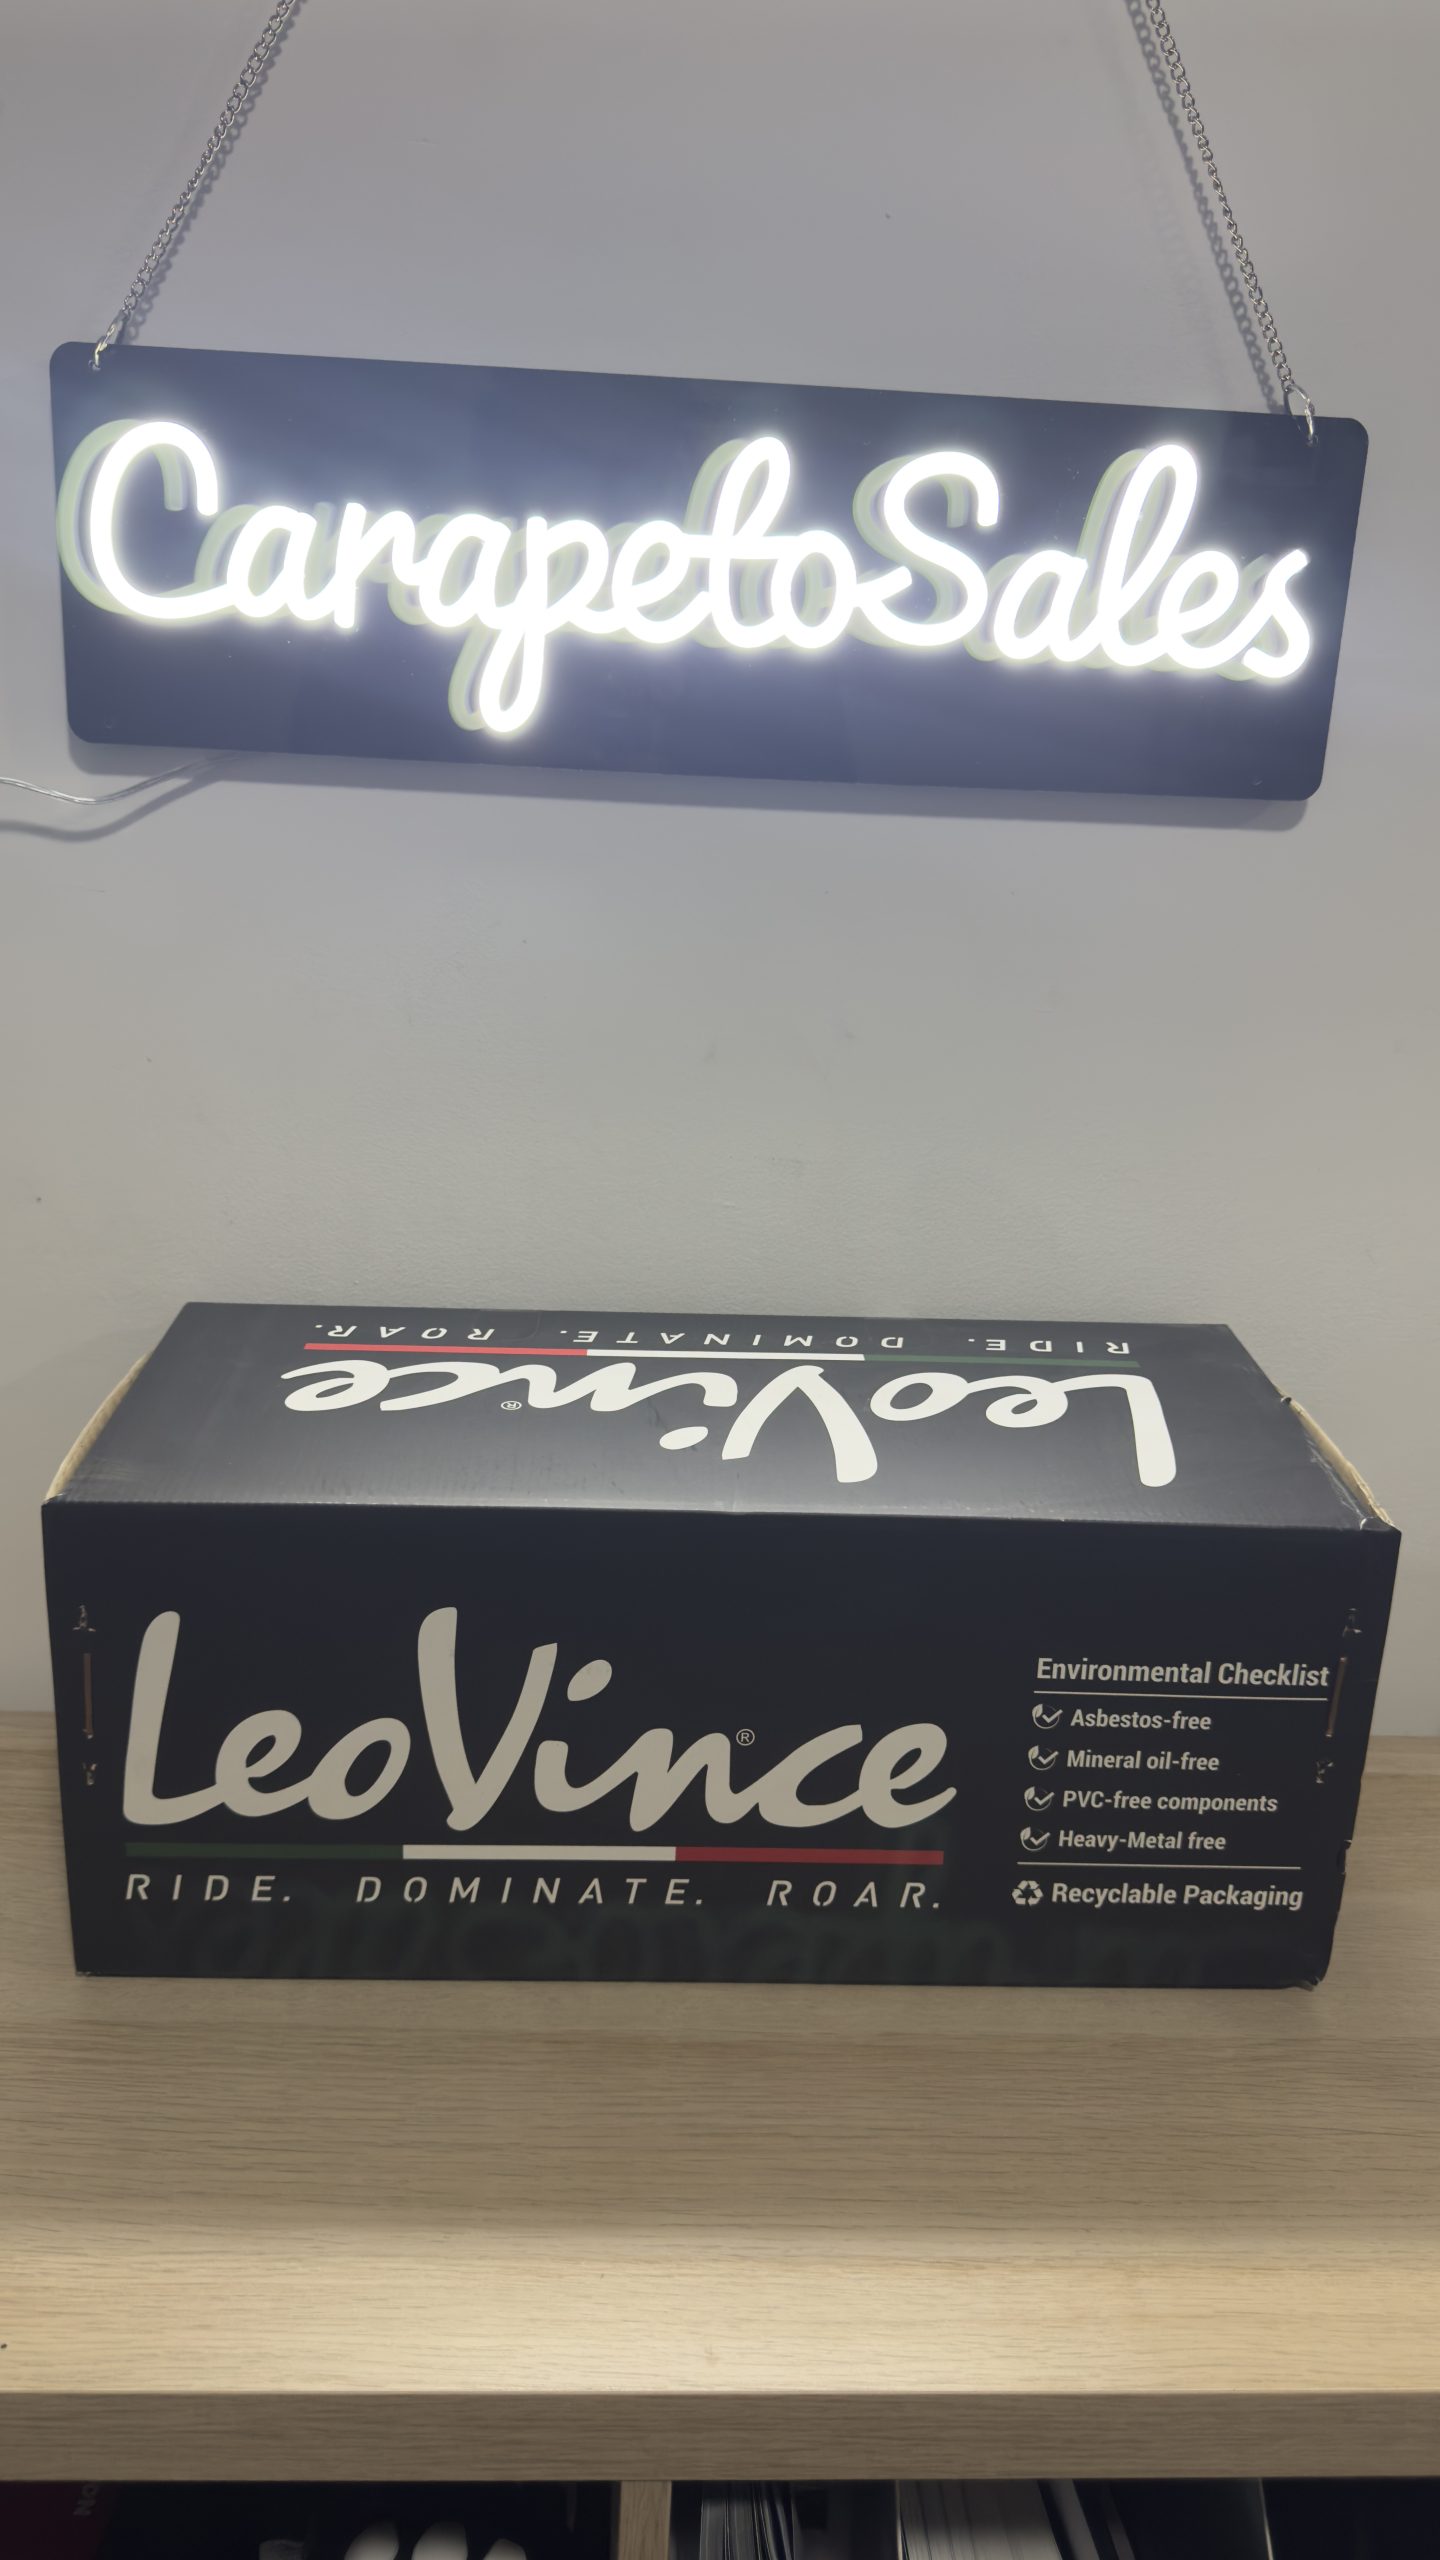 CarapetoSales
RIDE. DOMINATE. ROAR.
LeoVince®
LeoVince®
RIDE. DOMINATE. ROAR.
Environmental Checklist
Asbestos-free
Mineral oil-free
PVC-free components
Heavy-Metal free
Recyclable Packaging